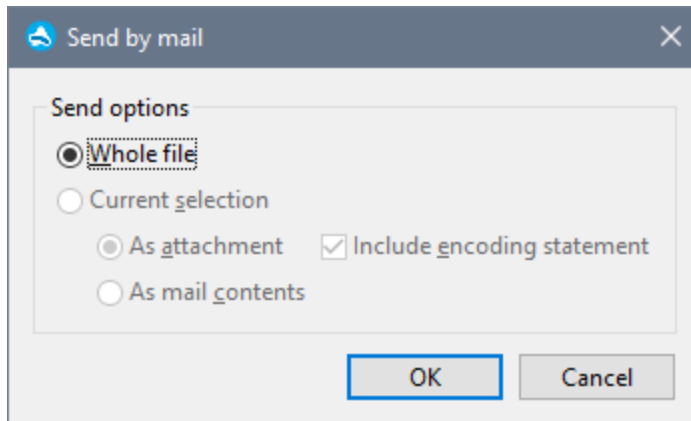 Send by mail
Send options
Whole file
Current selection
As attachment Include encoding statement
As mail contents
OK Cancel